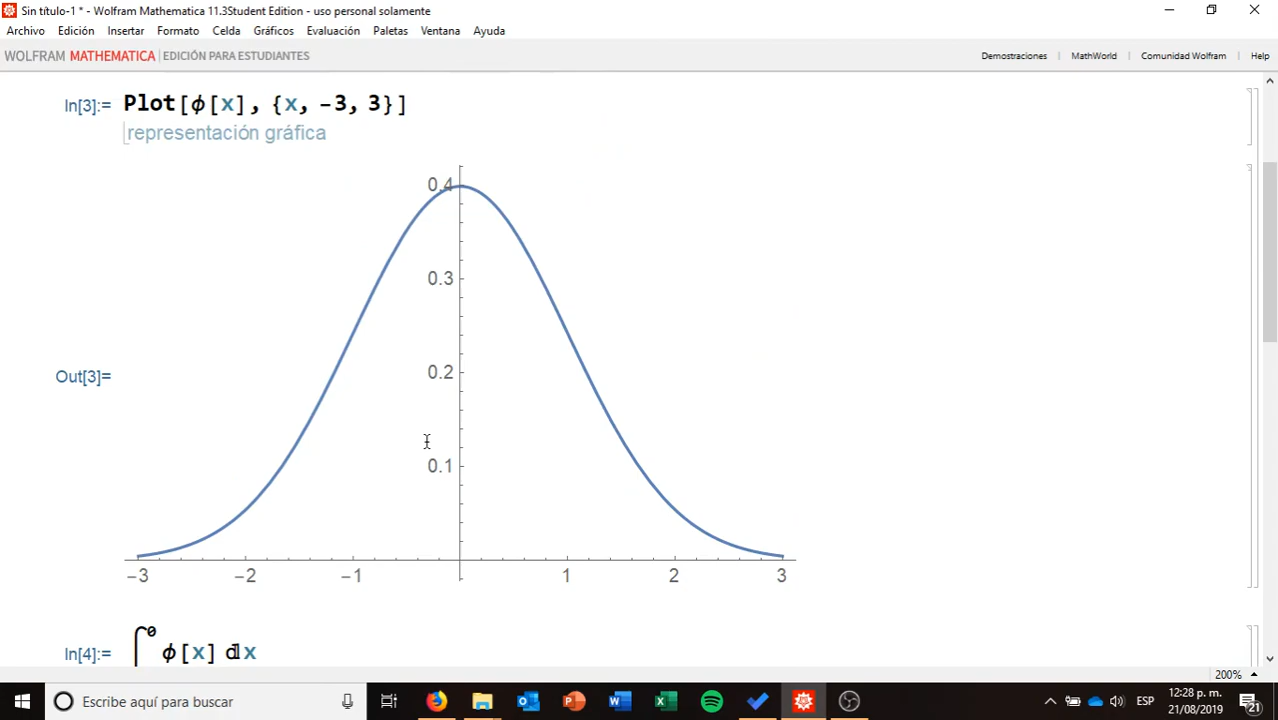 Sin título-1 * - Wolfram Mathematica 11.3Student Edition - uso personal solamente
Archivo Edición Insertar Formato Celda Gráficos Evaluación Paletas Ventana Ayuda
WOLFRAM MATHEMATICA | EDICIÓN PARA ESTUDIANTES Demostraciones | MathWorld | Comunidad Wolfram | Help
In[3]:= Plot[ϕ[x], {x, -3, 3}]
representación gráfica
0.4
0.3
Out[3]=
0.2
0.1
-3 -2 -1 1 2 3
0
In[4]:= ∫ ϕ[x] ⅆx
200%
Escribe aquí para buscar
ESP
12:28 p. m.
21/08/2019
21